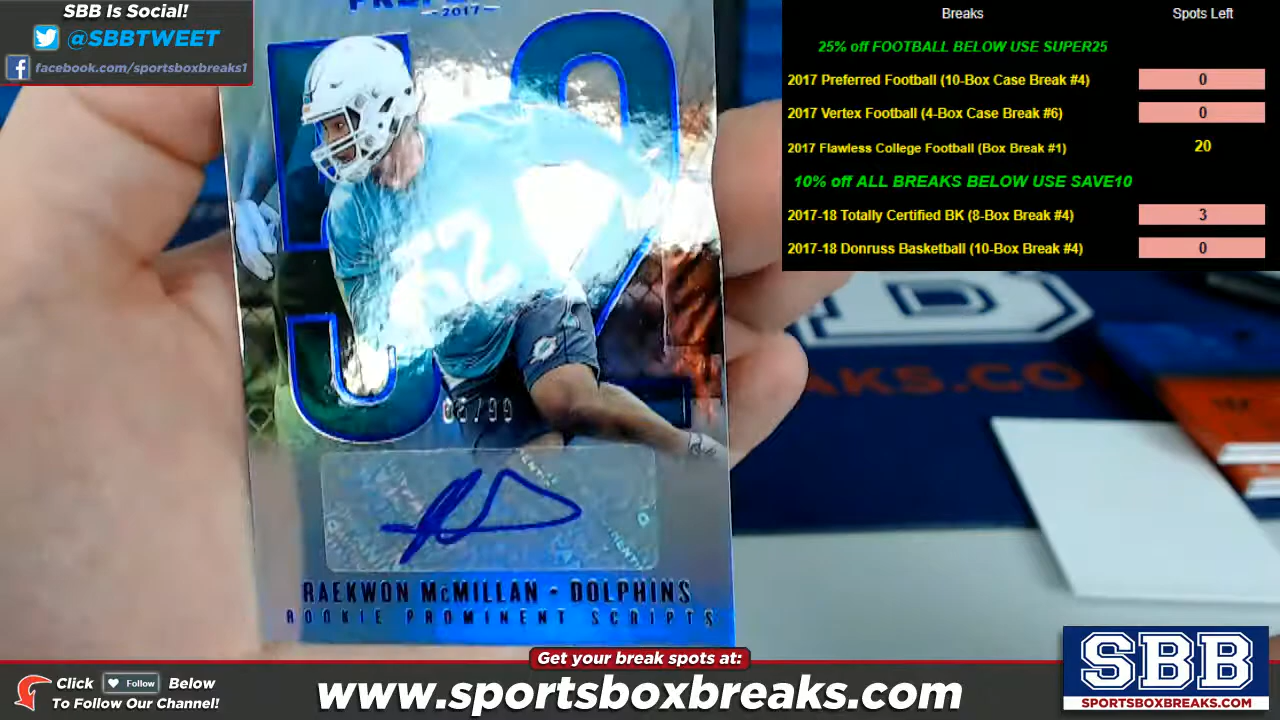 SBB Is Social!
@SBBTWEET
facebook.com/sportsboxbreaks1
2017
52
/99
RAEKWON McMILLAN - DOLPHINS
ROOKIE PROMINENT SCRIPTS
Breaks Spots Left
25% off FOOTBALL BELOW USE SUPER25
2017 Preferred Football (10-Box Case Break #4) 0
2017 Vertex Football (4-Box Case Break #6) 0
2017 Flawless College Football (Box Break #1) 20
10% off ALL BREAKS BELOW USE SAVE10
2017-18 Totally Certified BK (8-Box Break #4) 3
2017-18 Donruss Basketball (10-Box Break #4) 0
Get your break spots at:
Click Follow Below
To Follow Our Channel!
www.sportsboxbreaks.com
SBB
SPORTSBOXBREAKS.COM